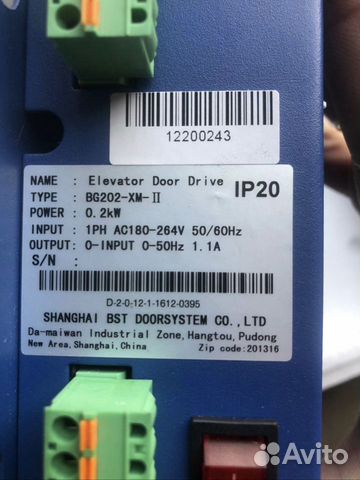 12200243
NAME : Elevator Door Drive
IP20
TYPE : BG202-XM-Ⅱ
POWER : 0.2kW
INPUT : 1PH AC180-264V 50/60Hz
OUTPUT: 0-INPUT 0-50Hz 1.1A
S/N :
D-2-0-12-1-1612-0395
SHANGHAI BST DOORSYSTEM CO.,LTD
Da-maiwan Industrial Zone, Hangtou, Pudong
New Area, Shanghai, China Zip code:201316
Avito